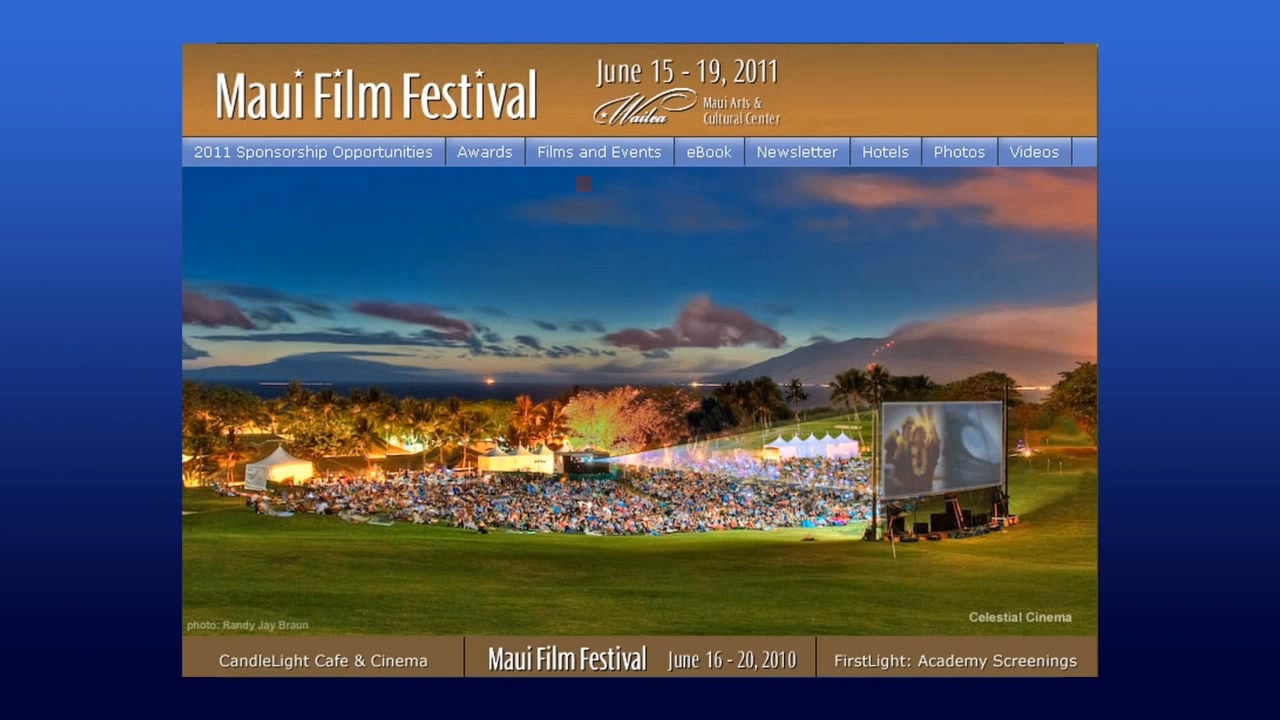 Maui Film Festival
June 15 - 19, 2011
Wailea
Maui Arts &
Cultural Center
2011 Sponsorship Opportunities
Awards
Films and Events
eBook
Newsletter
Hotels
Photos
Videos
photo: Randy Jay Braun
Celestial Cinema
CandleLight Cafe & Cinema
Maui Film Festival June 16 - 20, 2010
FirstLight: Academy Screenings